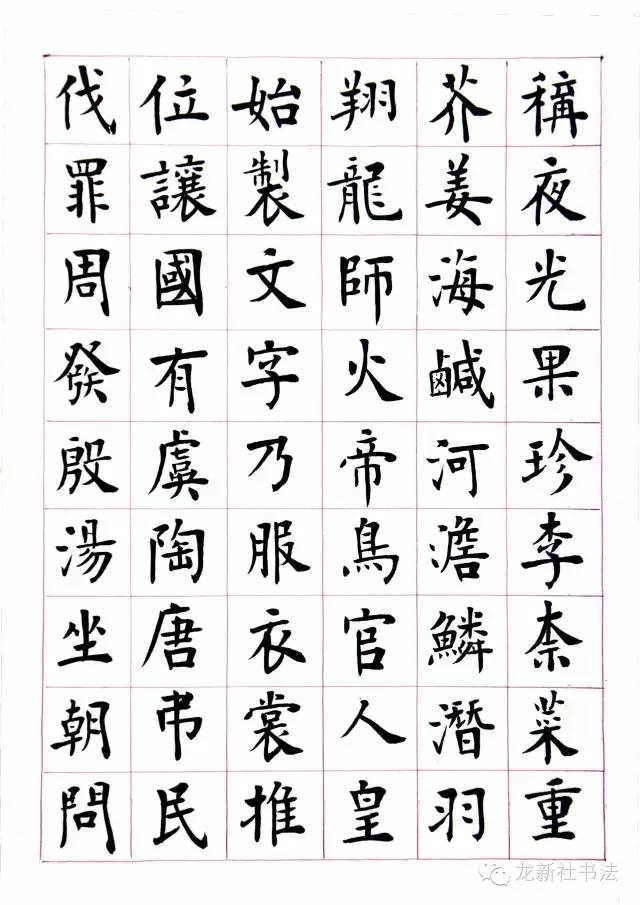 稱夜光果珍李柰菜重
芥姜海鹹河澹鱗潛羽
翔龍師火帝鳥官人皇
始製文字乃服衣裳推
位讓國有虞陶唐弔民
伐罪周發殷湯坐朝問
龙新社书法